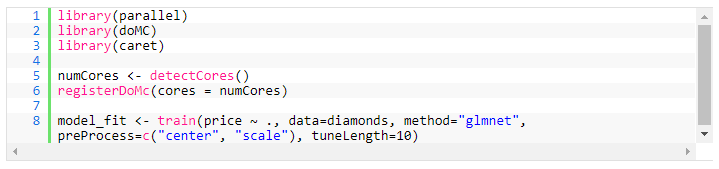 1 library(parallel)
2 library(doMC)
3 library(caret)
4
5 numCores <- detectCores()
6 registerDoMc(cores = numCores)
7
8 model_fit <- train(price ~ ., data=diamonds, method="glmnet",
preProcess=c("center", "scale"), tuneLength=10)